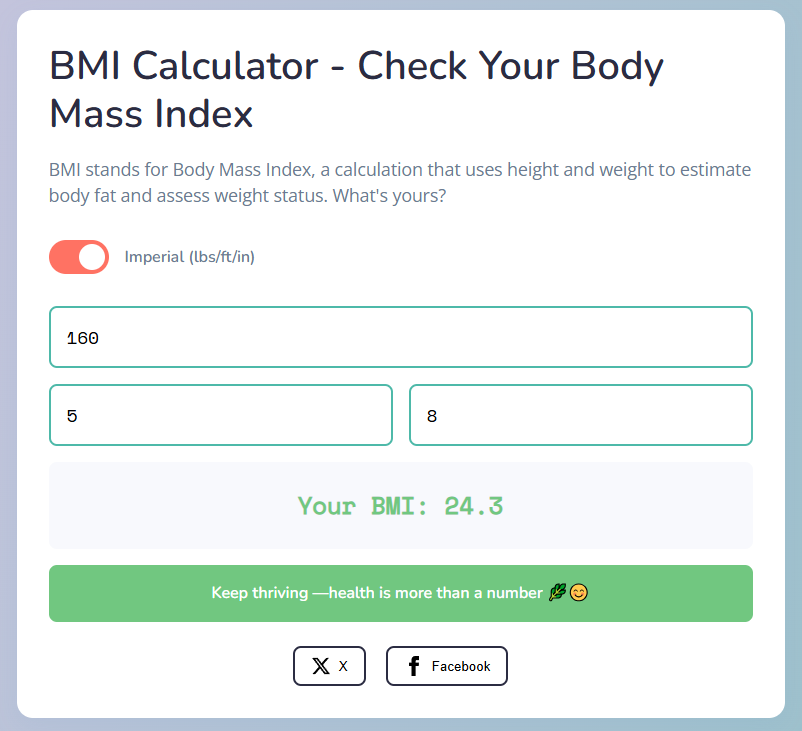 BMI Calculator - Check Your Body
Mass Index
BMI stands for Body Mass Index, a calculation that uses height and weight to estimate
body fat and assess weight status. What's yours?
Imperial (lbs/ft/in)
160
5 8
Your BMI: 24.3
Keep thriving —health is more than a number 🌿😊
X Facebook